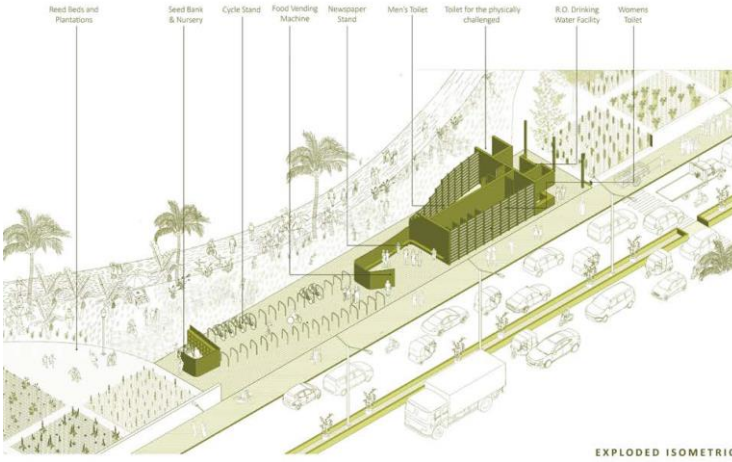 Reed Beds and
Plantations
Seed Bank
& Nursery
Cycle Stand
Food Vending
Machine
Newspaper
Stand
Men's Toilet
Toilet for the physically
challenged
R.O. Drinking
Water Facility
Womens
Toilet
EXPLODED ISOMETRIC